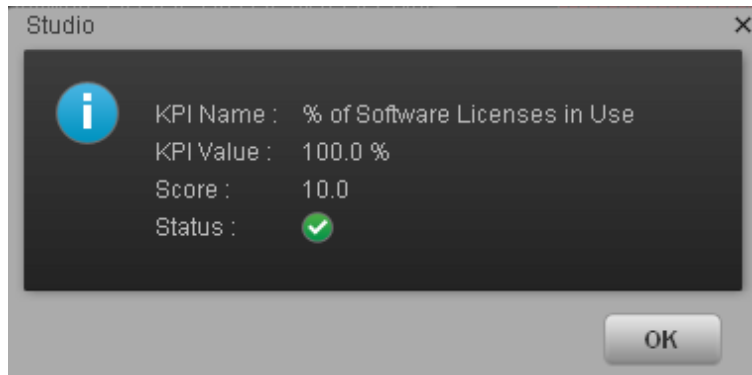 Studio
KPI Name : % of Software Licenses in Use
KPI Value : 100.0 %
Score : 10.0
Status :
OK